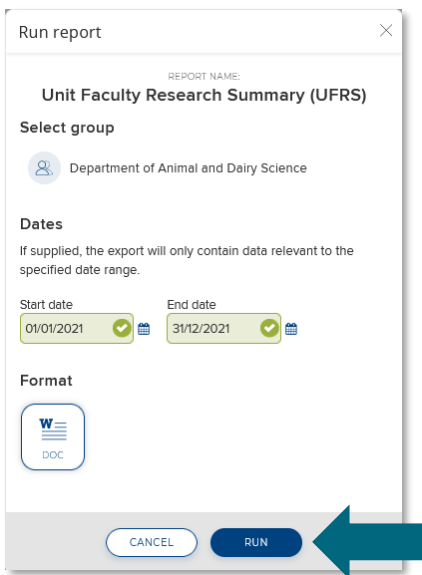 Run report
REPORT NAME:
Unit Faculty Research Summary (UFRS)
Select group
Department of Animal and Dairy Science
Dates
If supplied, the export will only contain data relevant to the
specified date range.
Start date End date
01/01/2021 31/12/2021
Format
W
DOC
CANCEL RUN